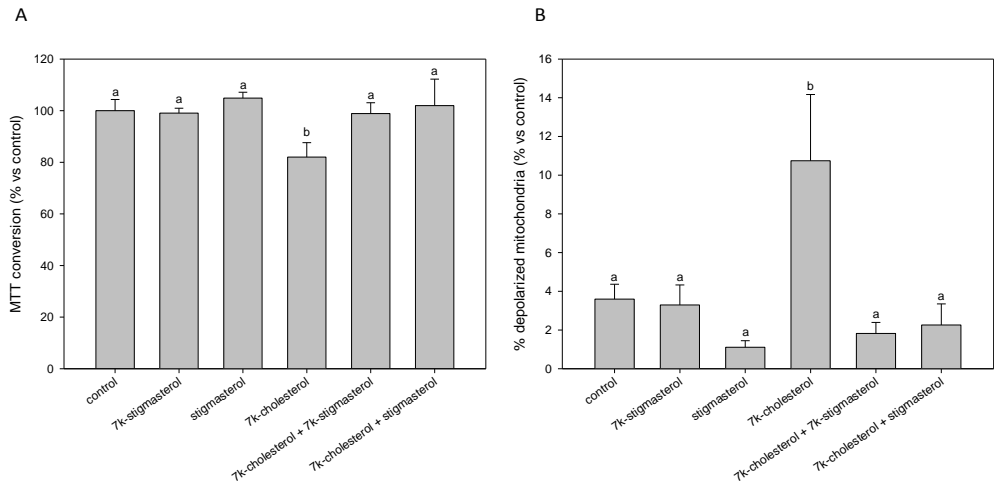 A
MTT conversion (% vs control)
120
100
80
60
40
20
0
a
a
a
b
a
a
control
7k-stigmasterol
stigmasterol
7k-cholesterol
7k-cholesterol + 7k-stigmasterol
7k-cholesterol + stigmasterol
B
% depolarized mitochondria (% vs control)
16
14
12
10
8
6
4
2
0
a
a
a
b
a
a
control
7k-stigmasterol
stigmasterol
7k-cholesterol
7k-cholesterol + 7k-stigmasterol
7k-cholesterol + stigmasterol